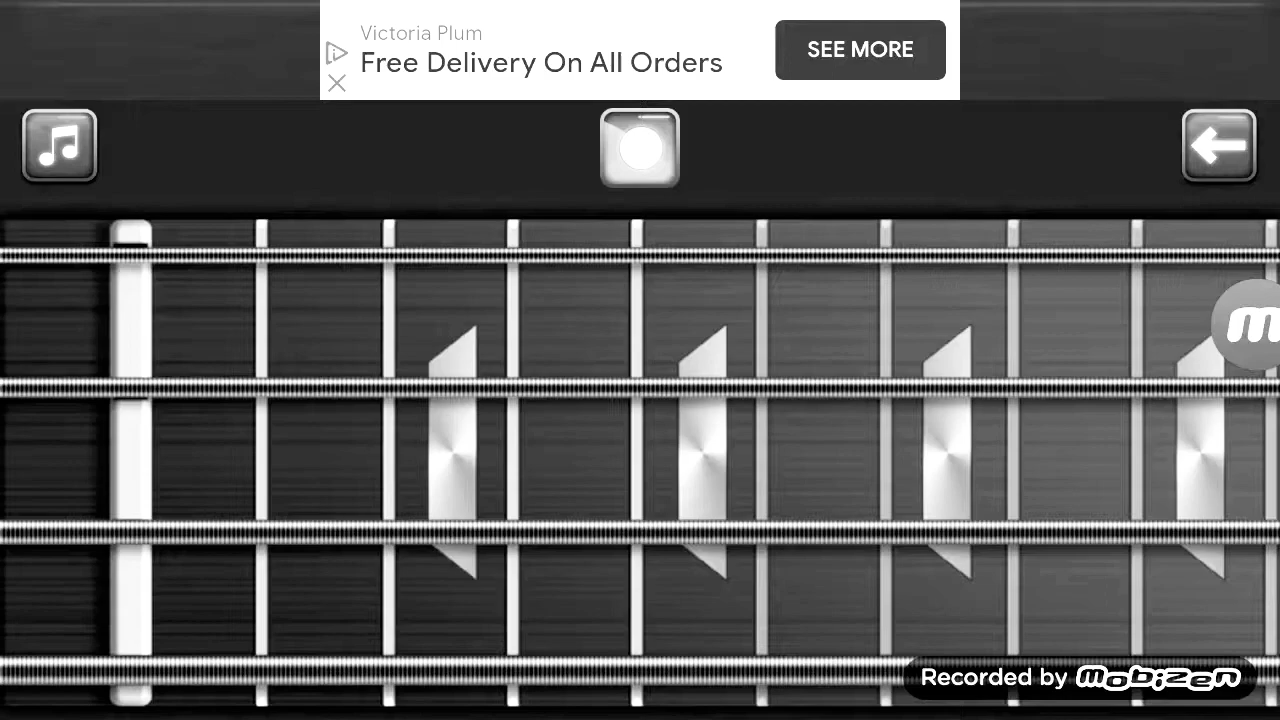 Victoria Plum
Free Delivery On All Orders
SEE MORE
m
Recorded by mobizen